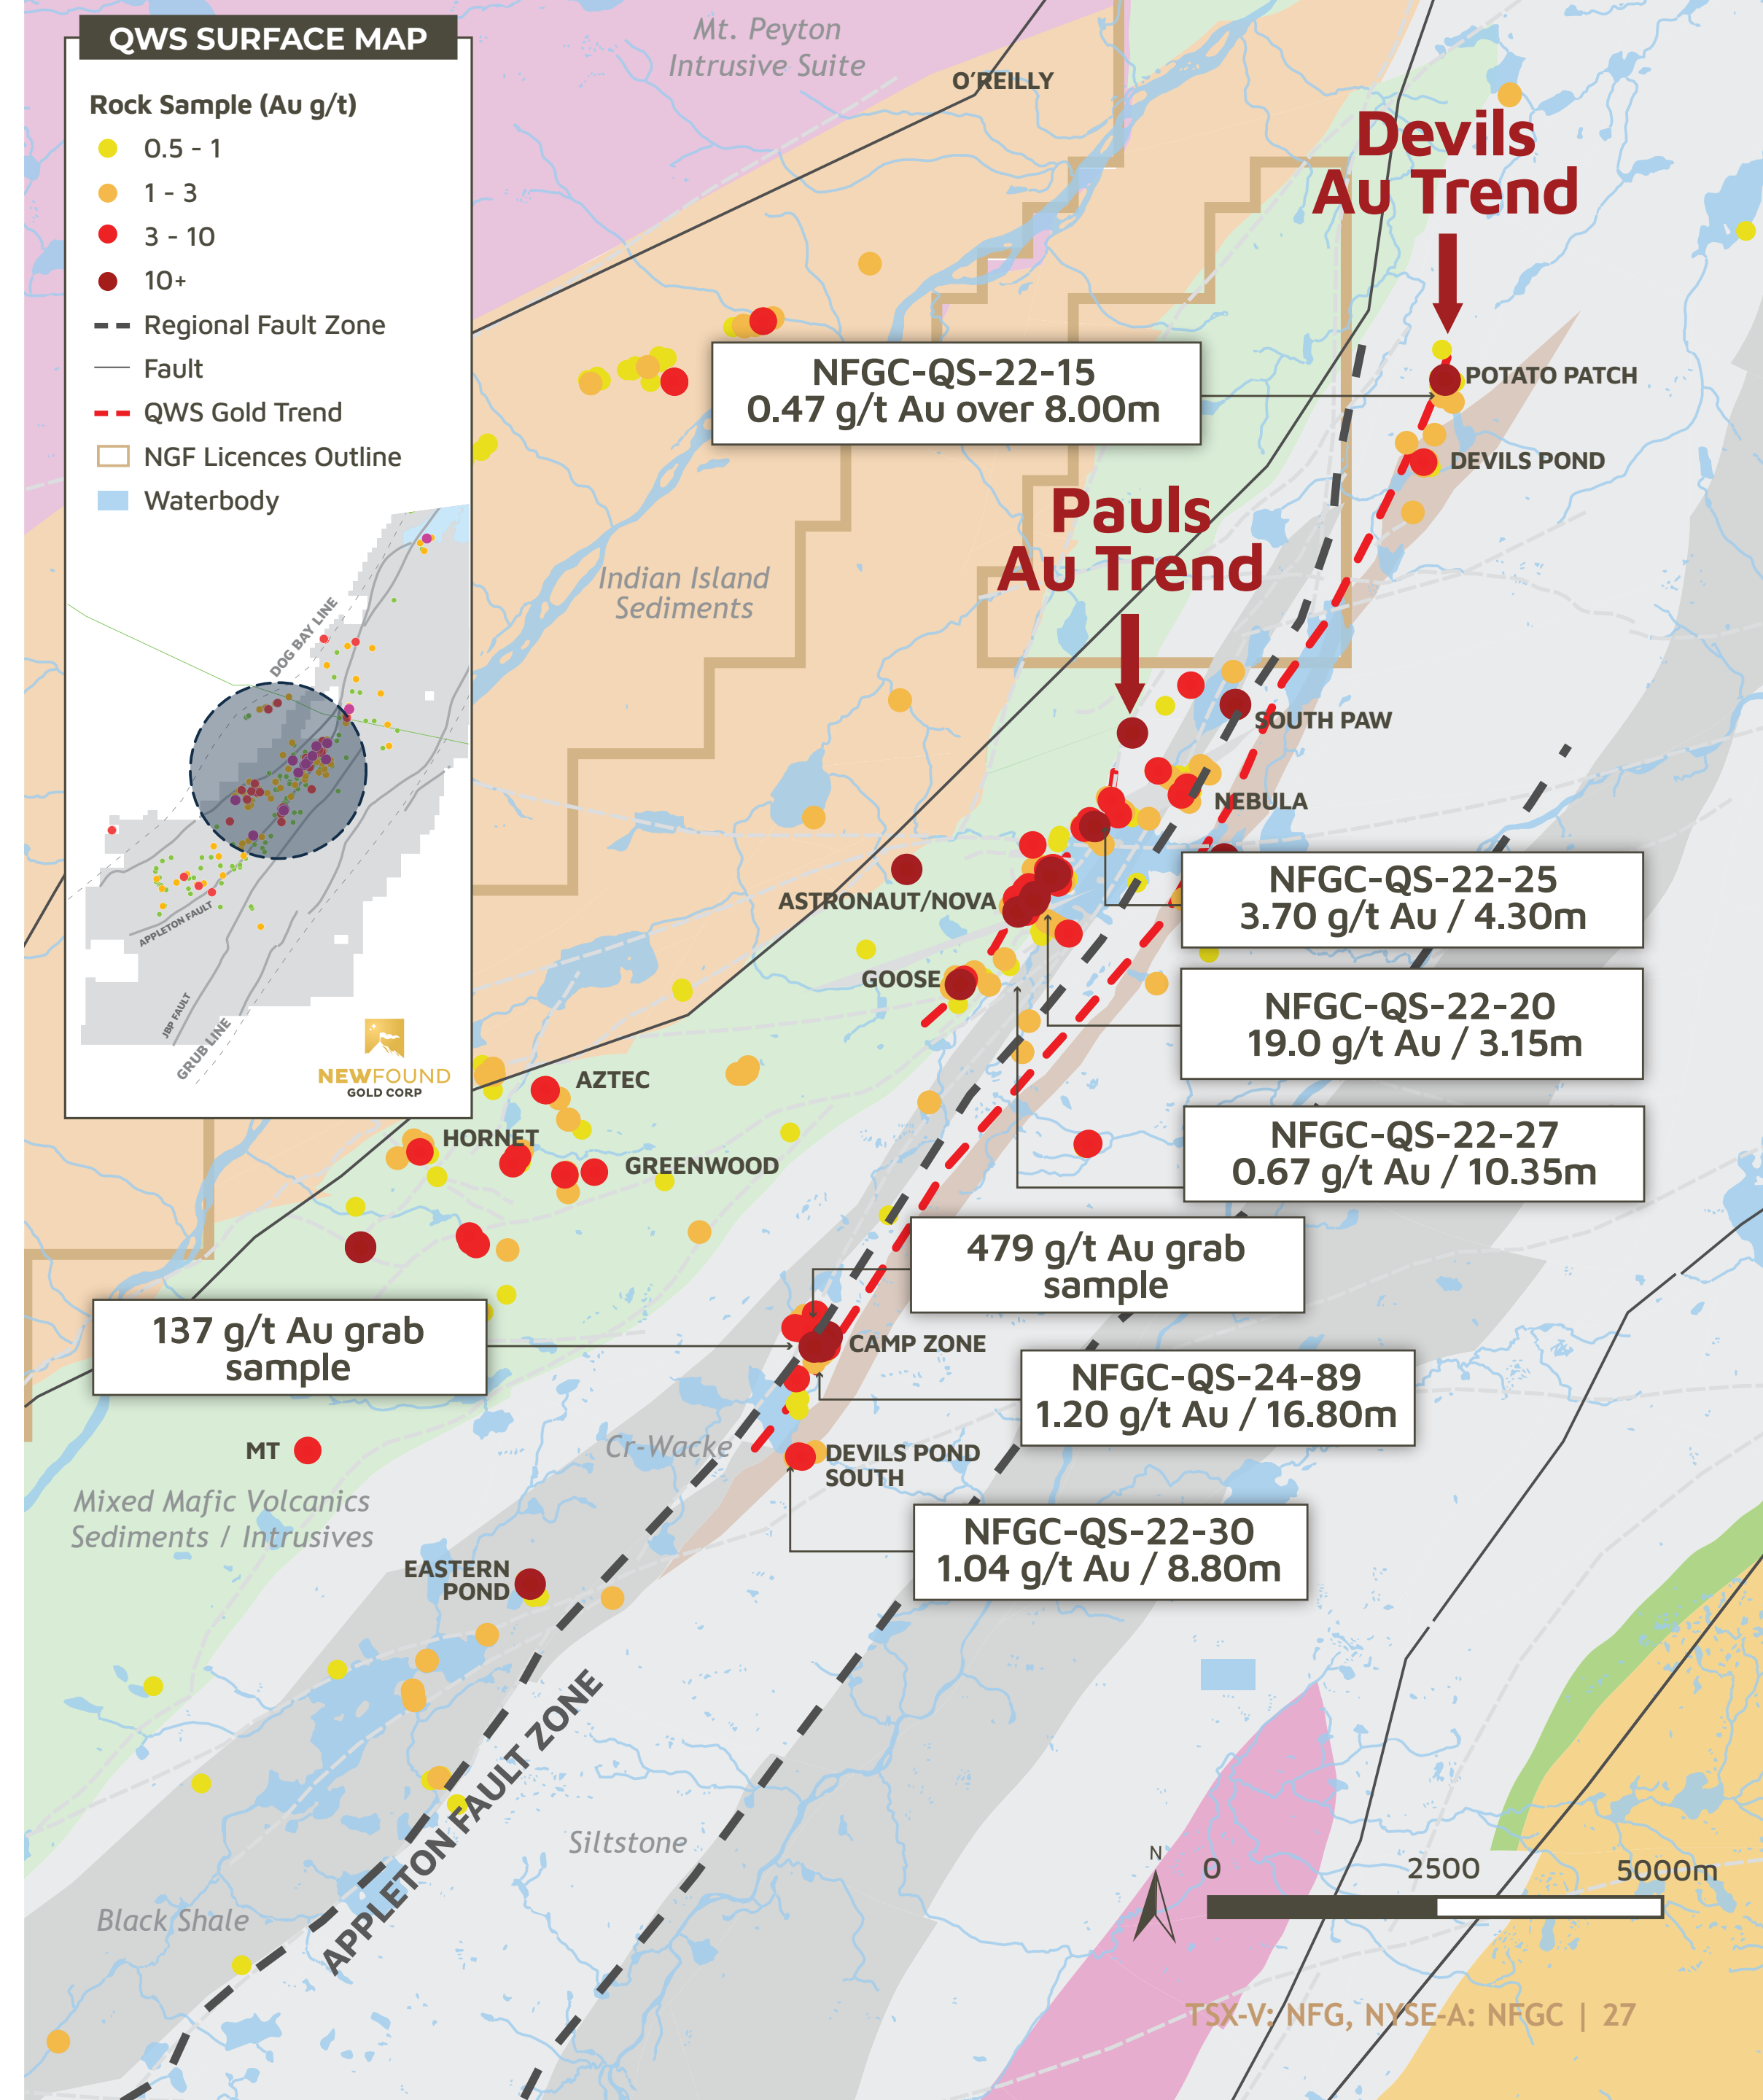 QWS SURFACE MAP
Rock Sample (Au g/t)
0.5 - 1
1 - 3
3 - 10
10+
Regional Fault Zone
Fault
QWS Gold Trend
NGF Licences Outline
Waterbody
DOG BAY LINE
APPLETON FAULT
JBP FAULT
GRUB LINE
NEWFOUND
GOLD CORP
Mt. Peyton
Intrusive Suite
O'REILLY
Devils
Au Trend
NFGC-QS-22-15
0.47 g/t Au over 8.00m
POTATO PATCH
DEVILS POND
Pauls
Au Trend
Indian Island
Sediments
SOUTH PAW
NEBULA
ASTRONAUT/NOVA
NFGC-QS-22-25
3.70 g/t Au / 4.30m
GOOSE
NFGC-QS-22-20
19.0 g/t Au / 3.15m
AZTEC
HORNET
GREENWOOD
NFGC-QS-22-27
0.67 g/t Au / 10.35m
479 g/t Au grab
sample
137 g/t Au grab
sample
CAMP ZONE
NFGC-QS-24-89
1.20 g/t Au / 16.80m
MT
Cr-Wacke
DEVILS POND
SOUTH
Mixed Mafic Volcanics
Sediments / Intrusives
NFGC-QS-22-30
1.04 g/t Au / 8.80m
EASTERN
POND
APPLETON FAULT ZONE
Siltstone
Black Shale
N
0 2500 5000m
TSX-V: NFG, NYSE-A: NFGC | 27